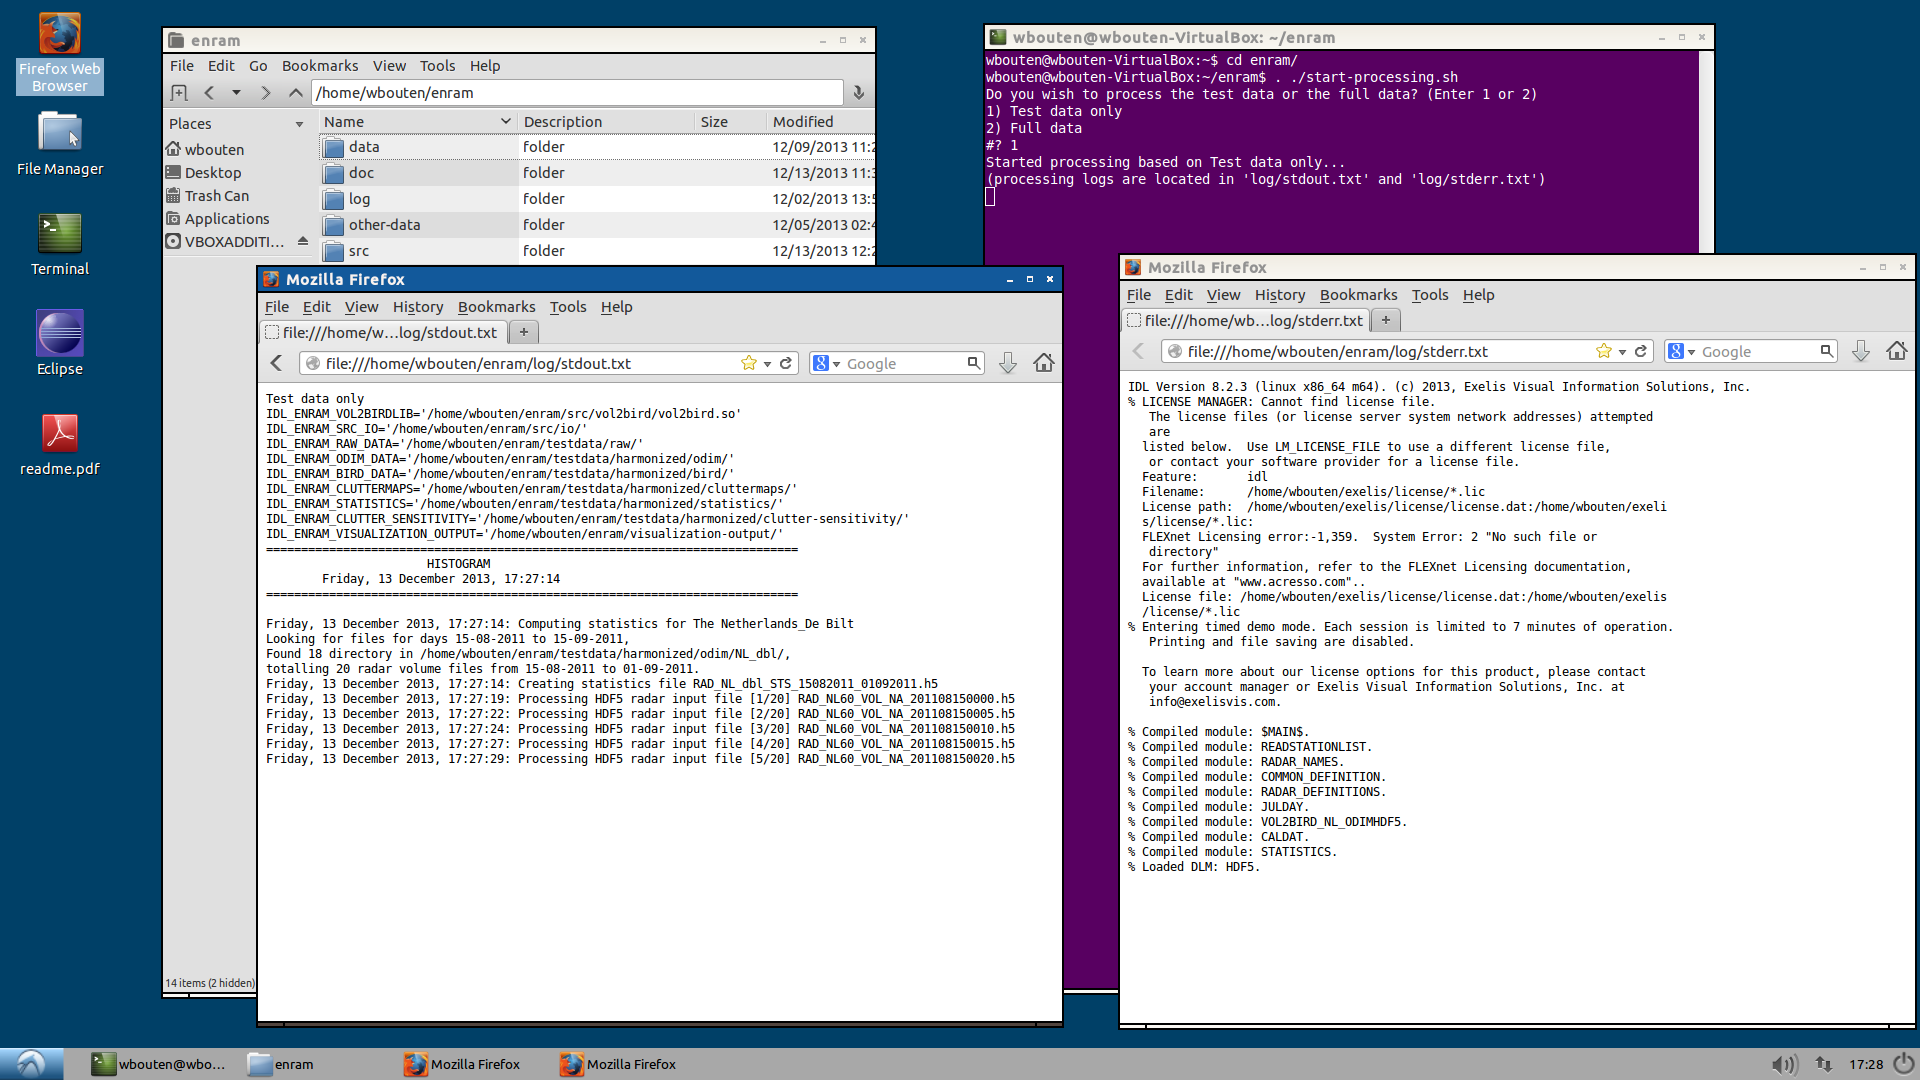 Firefox Web
Browser
File Manager
Terminal
Eclipse
readme.pdf
enram
File Edit Go Bookmarks View Tools Help
/home/wbouten/enram
Places
wbouten
Desktop
Trash Can
Applications
VBOXADDITI...
Name Description Size Modified
data folder 12/09/2013 11:2
doc folder 12/13/2013 11:3
log folder 12/02/2013 13:5
other-data folder 12/05/2013 02:4
src folder 12/13/2013 12:2
14 items (2 hidden)
wbouten@wbouten-VirtualBox: ~/enram
wbouten@wbouten-VirtualBox:~$ cd enram/
wbouten@wbouten-VirtualBox:~/enram$ . ./start-processing.sh
Do you wish to process the test data or the full data? (Enter 1 or 2)
1) Test data only
2) Full data
#? 1
Started processing based on Test data only...
(processing logs are located in 'log/stdout.txt' and 'log/stderr.txt')
Mozilla Firefox
File Edit View History Bookmarks Tools Help
file:///home/w...log/stdout.txt
file:///home/wbouten/enram/log/stdout.txt
Google
Test data only
IDL_ENRAM_VOL2BIRDLIB='/home/wbouten/enram/src/vol2bird/vol2bird.so'
IDL_ENRAM_SRC_IO='/home/wbouten/enram/src/io/'
IDL_ENRAM_RAW_DATA='/home/wbouten/enram/testdata/raw/'
IDL_ENRAM_ODIM_DATA='/home/wbouten/enram/testdata/harmonized/odim/'
IDL_ENRAM_BIRD_DATA='/home/wbouten/enram/testdata/harmonized/bird/'
IDL_ENRAM_CLUTTERMAPS='/home/wbouten/enram/testdata/harmonized/cluttermaps/'
IDL_ENRAM_STATISTICS='/home/wbouten/enram/testdata/harmonized/statistics/'
IDL_ENRAM_CLUTTER_SENSITIVITY='/home/wbouten/enram/testdata/harmonized/clutter-sensitivity/'
IDL_ENRAM_VISUALIZATION_OUTPUT='/home/wbouten/enram/visualization-output/'
============================================================================
HISTOGRAM
Friday, 13 December 2013, 17:27:14
============================================================================
Friday, 13 December 2013, 17:27:14: Computing statistics for The Netherlands_De Bilt
Looking for files for days 15-08-2011 to 15-09-2011,
Found 18 directory in /home/wbouten/enram/testdata/harmonized/odim/NL_dbl/,
totalling 20 radar volume files from 15-08-2011 to 01-09-2011.
Friday, 13 December 2013, 17:27:14: Creating statistics file RAD_NL_dbl_STS_15082011_01092011.h5
Friday, 13 December 2013, 17:27:19: Processing HDF5 radar input file [1/20] RAD_NL60_VOL_NA_201108150000.h5
Friday, 13 December 2013, 17:27:22: Processing HDF5 radar input file [2/20] RAD_NL60_VOL_NA_201108150005.h5
Friday, 13 December 2013, 17:27:24: Processing HDF5 radar input file [3/20] RAD_NL60_VOL_NA_201108150010.h5
Friday, 13 December 2013, 17:27:27: Processing HDF5 radar input file [4/20] RAD_NL60_VOL_NA_201108150015.h5
Friday, 13 December 2013, 17:27:29: Processing HDF5 radar input file [5/20] RAD_NL60_VOL_NA_201108150020.h5
Mozilla Firefox
File Edit View History Bookmarks Tools Help
file:///home/wb...log/stderr.txt
file:///home/wbouten/enram/log/stderr.txt
Google
IDL Version 8.2.3 (linux x86_64 m64). (c) 2013, Exelis Visual Information Solutions, Inc.
% LICENSE MANAGER: Cannot find license file.
The license files (or license server system network addresses) attempted
are
listed below.  Use LM_LICENSE_FILE to use a different license file,
or contact your software provider for a license file.
Feature:       idl
Filename:      /home/wbouten/exelis/license/*.lic
License path:  /home/wbouten/exelis/license/license.dat:/home/wbouten/exeli
s/license/*.lic:
FLEXnet Licensing error:-1,359.  System Error: 2 "No such file or
directory"
For further information, refer to the FLEXnet Licensing documentation,
available at "www.acresso.com"..
License file: /home/wbouten/exelis/license/license.dat:/home/wbouten/exelis
/license/*.lic
% Entering timed demo mode. Each session is limited to 7 minutes of operation.
Printing and file saving are disabled.
To learn more about our license options for this product, please contact
your account manager or Exelis Visual Information Solutions, Inc. at
info@exelisvis.com.
% Compiled module: $MAIN$.
% Compiled module: READSTATIONLIST.
% Compiled module: RADAR_NAMES.
% Compiled module: COMMON_DEFINITION.
% Compiled module: RADAR_DEFINITIONS.
% Compiled module: JULDAY.
% Compiled module: VOL2BIRD_NL_ODIMHDF5.
% Compiled module: CALDAT.
% Compiled module: STATISTICS.
% Loaded DLM: HDF5.
wbouten@wbo... enram Mozilla Firefox Mozilla Firefox 17:28